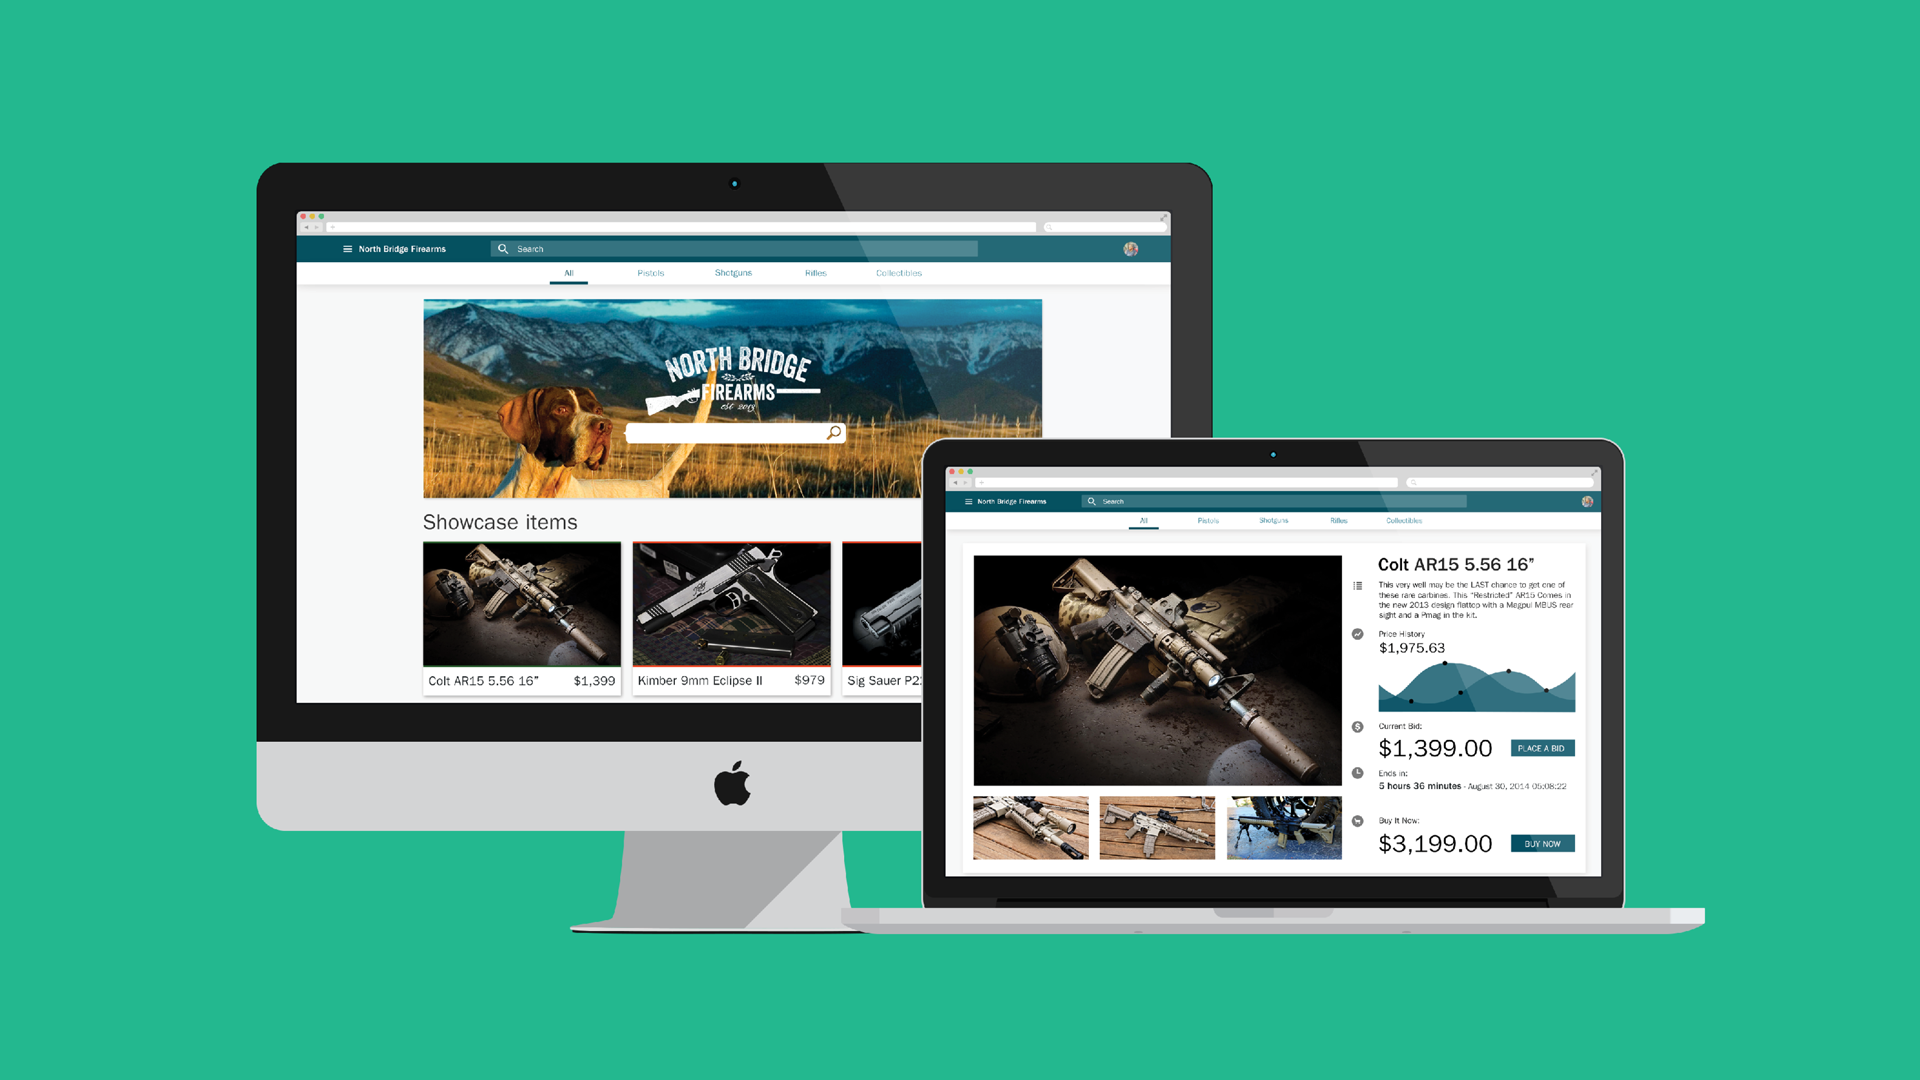 North Bridge Firearms
Search
All
Pistols
Shotguns
Rifles
Collectibles
NORTH BRIDGE
FIREARMS
est 2013
Showcase items
Colt AR15 5.56 16”
$1,399
Kimber 9mm Eclipse II
$979
Sig Sauer P2
North Bridge Firearms
Search
All
Pistols
Shotguns
Rifles
Collectibles
Colt AR15 5.56 16”
This very well may be the LAST chance to get one of
these rare carbines. This “Restricted” AR15 Comes in
the new 2013 design flattop with a Magpul MBUS rear
sight and a Pmag in the kit.
Price History
$1,975.63
Current Bid:
$1,399.00
PLACE A BID
Ends in:
5 hours 36 minutes - August 30, 2014 05:08:22
Buy It Now:
$3,199.00
BUY NOW